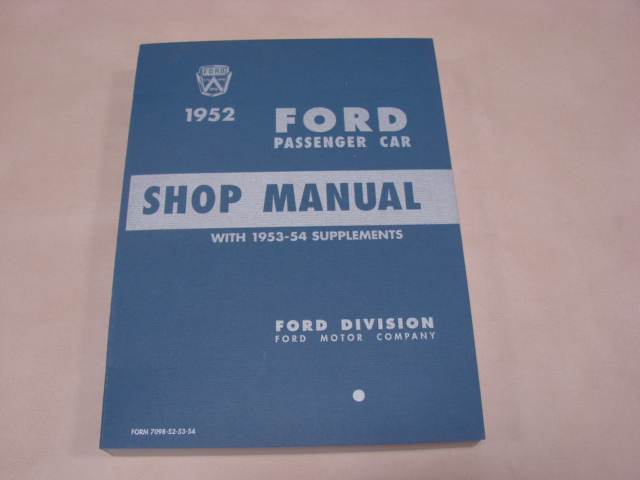 FORD
1952
FORD
PASSENGER CAR
SHOP MANUAL
WITH 1953-54 SUPPLEMENTS
FORD DIVISION
FORD MOTOR COMPANY
FORM 7098-52-53-54